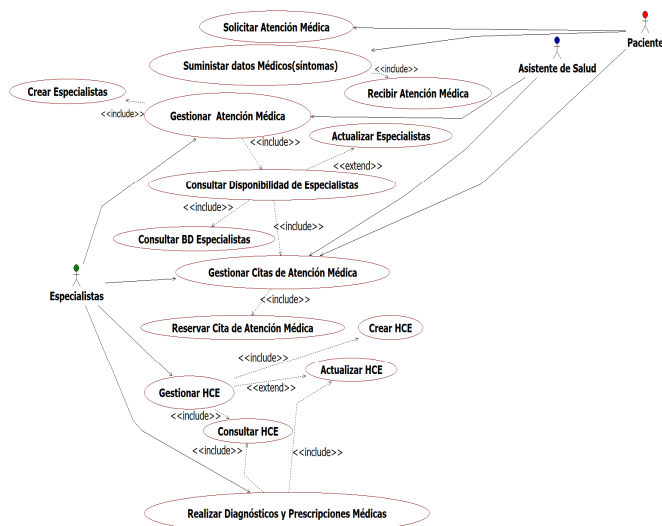 Solicitar Atención Médica
Paciente
Suministar datos Médicos(síntomas)
<<include>>
Asistente de Salud
Crear Especialistas
Recibir Atención Médica
<<include>>
Gestionar Atención Médica
Actualizar Especialistas
<<include>>
<<extend>>
Consultar Disponibilidad de Especialistas
<<include>>
<<include>>
Consultar BD Especialistas
Gestionar Citas de Atención Médica
Especialistas
<<include>>
Reservar Cita de Atención Médica
Crear HCE
<<include>>
Actualizar HCE
<<extend>>
Gestionar HCE
<<include>>
Consultar HCE
<<include>>
<<include>>
Realizar Diagnósticos y Prescripciones Médicas